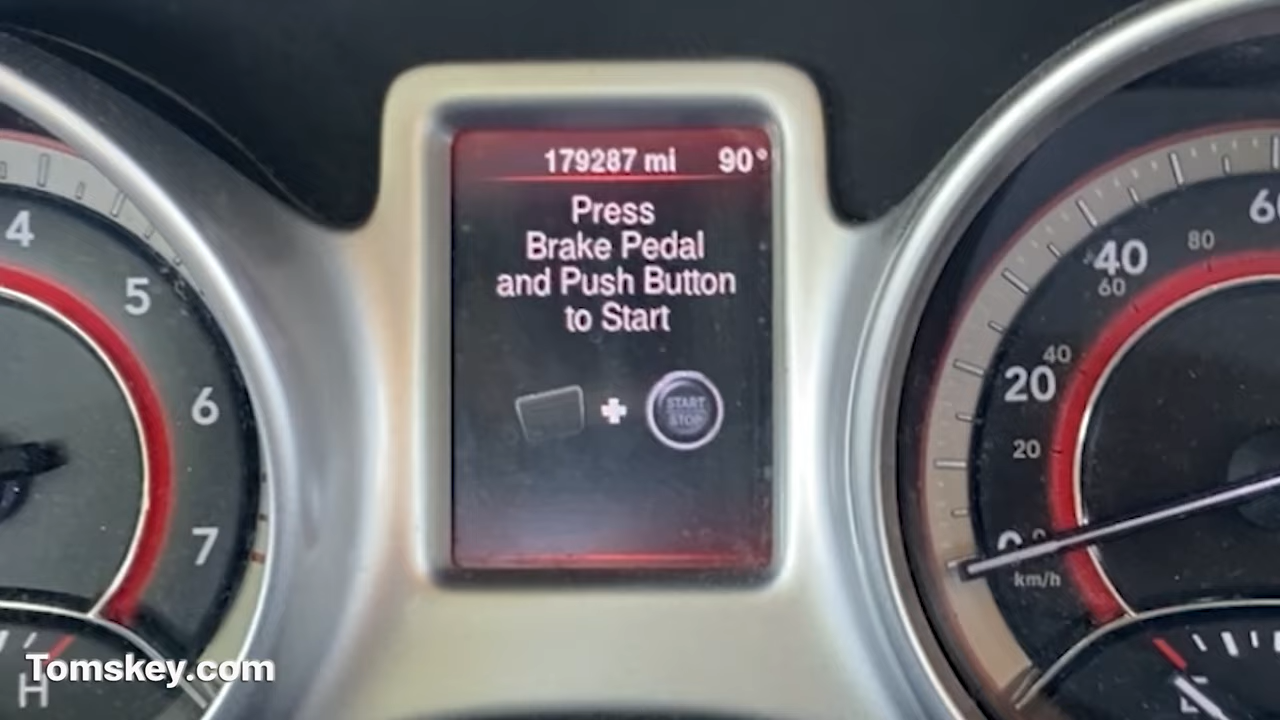 179287 mi 90°
Press
Brake Pedal
and Push Button
to Start
START
STOP
4
5
6
7
H
60
80
40
60
40
20
20
0 0
km/h
Tomskey.com